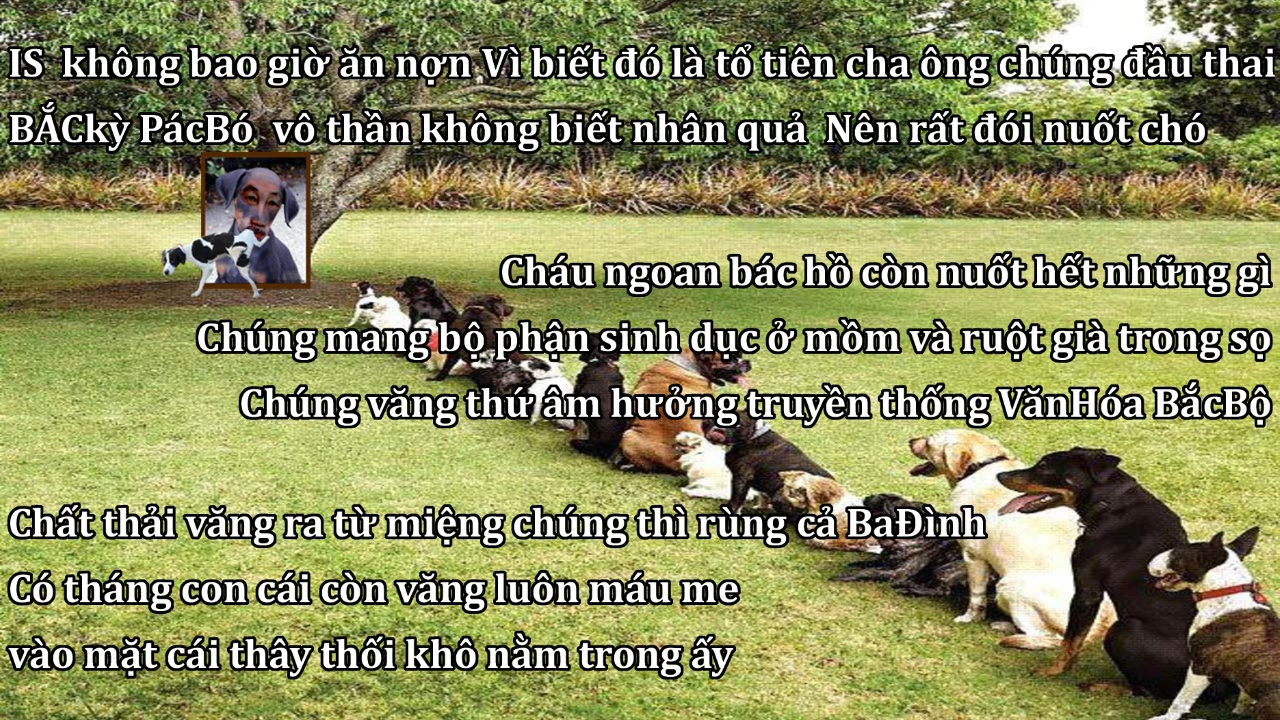 IS không bao giờ ăn nợn Vì biết đó là tổ tiên cha ông chúng đầu thai
BẮCkỳ PácBó vô thần không biết nhân quả Nên rất đói nuốt chó
Cháu ngoan bác hồ còn nuốt hết những gì
Chúng mang bộ phận sinh dục ở mồm và ruột già trong sọ
Chúng văng thứ âm hưởng truyền thống VănHóa BắcBộ
Chất thải văng ra từ miệng chúng thì rùng cả BaĐình
Có tháng con cái còn văng luôn máu me
vào mặt cái thây thối khô nằm trong ấy